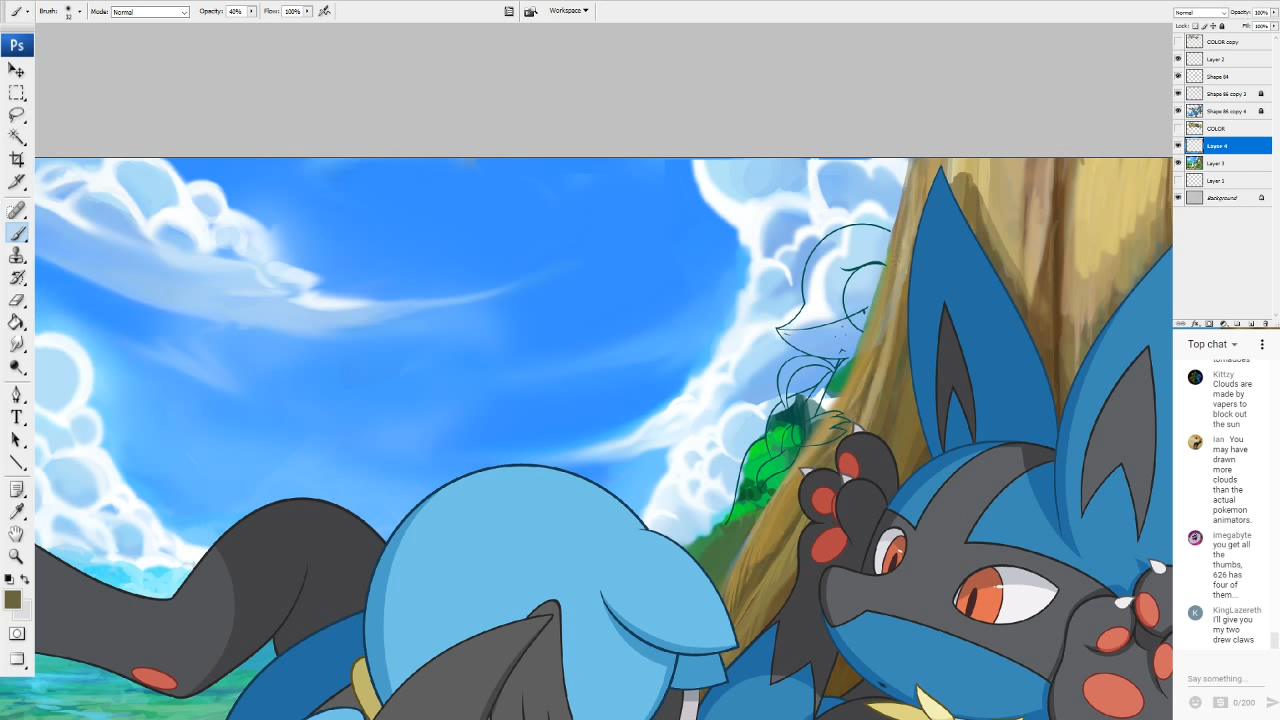 Brush:
32
Mode: Normal
Opacity: 40%
Flow: 100%
Workspace
Ps
T
Normal
Opacity: 100%
Lock:
Fill: 100%
COLOR copy
Layer 2
Shape 84
Shape 86 copy 3
Shape 86 copy 4
COLOR
Layer 4
Layer 3
Layer 1
Background
Top chat
tornadoes
Kittzy
Clouds are
made by
vapers to
block out
the sun
Ian You
may have
drawn
more
clouds
than the
actual
pokemon
animators.
imegabyte
you get all
the
thumbs,
626 has
four of
them...
K
KingLazereth
I'll give you
my two
drew claws
Say something...
0/200